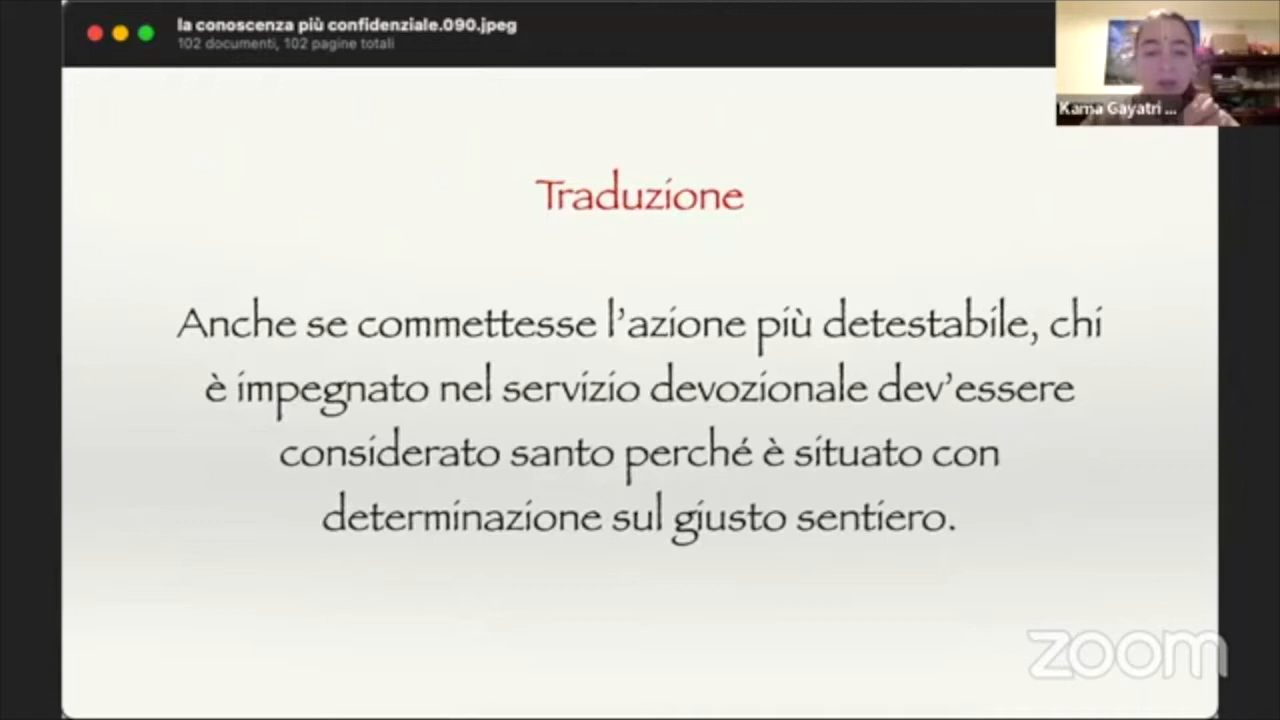 la conoscenza più confidenziale.090.jpeg
102 documenti, 102 pagine totali
Kama Gayatri ...
Traduzione
Anche se commettesse l'azione più detestabile, chi
è impegnato nel servizio devozionale dev'essere
considerato santo perché è situato con
determinazione sul giusto sentiero.
zoom